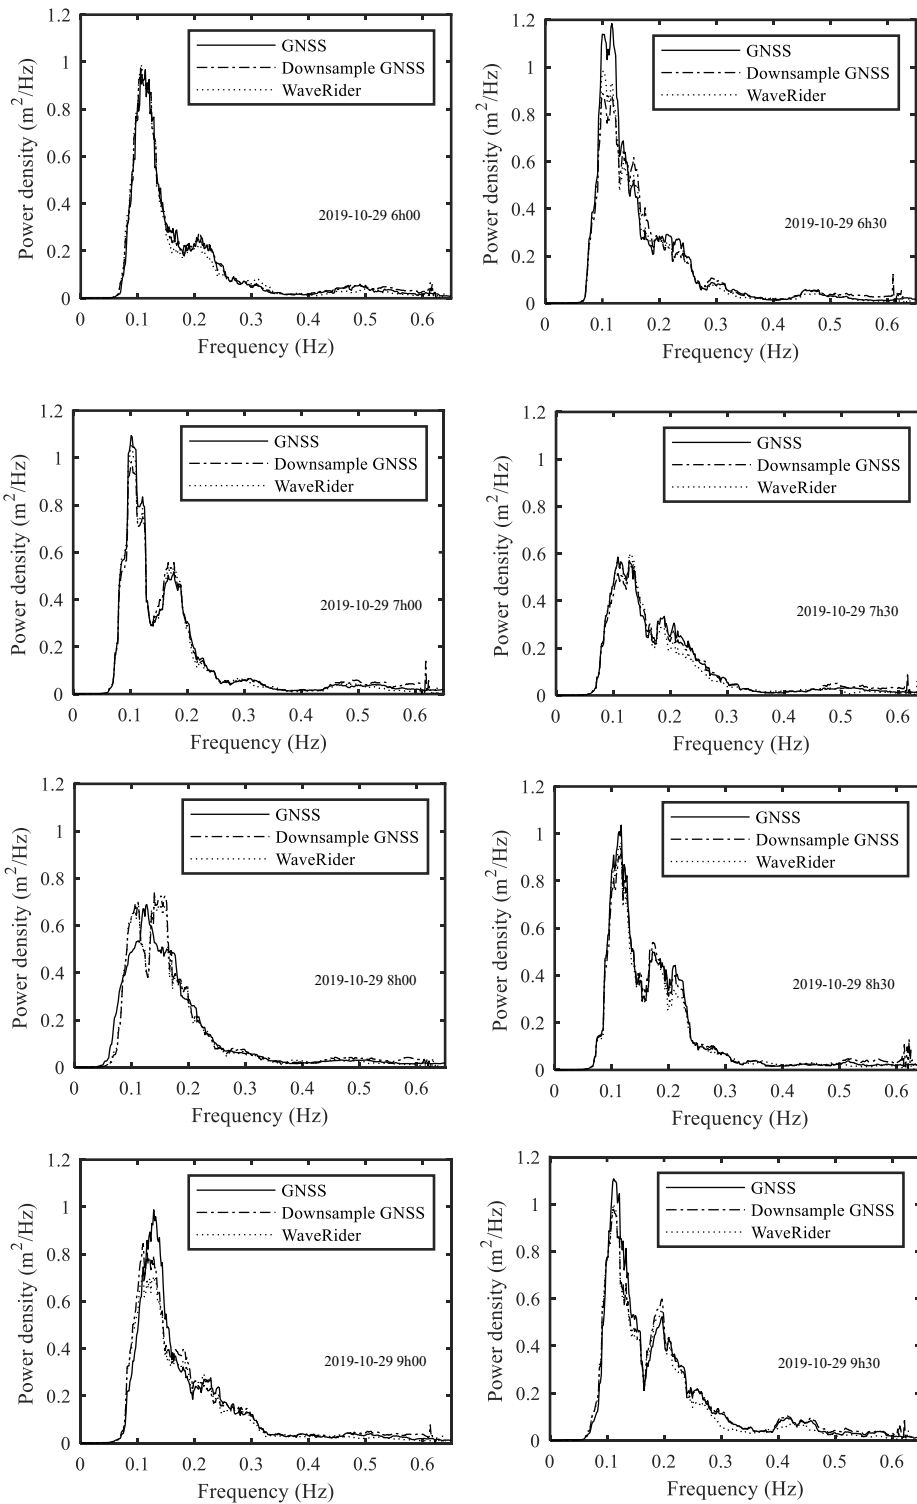 1.2
1
0.8
0.6
0.4
0.2
0
Power density (m2/Hz)
GNSS
Downsample GNSS
WaveRider
2019-10-29 6h00
0 0.1 0.2 0.3 0.4 0.5 0.6
Frequency (Hz)
1.2
1
0.8
0.6
0.4
0.2
0
Power density (m2/Hz)
GNSS
Downsample GNSS
WaveRider
2019-10-29 6h30
0 0.1 0.2 0.3 0.4 0.5 0.6
Frequency (Hz)
1.2
1
0.8
0.6
0.4
0.2
0
Power density (m2/Hz)
GNSS
Downsample GNSS
WaveRider
2019-10-29 7h00
0 0.1 0.2 0.3 0.4 0.5 0.6
Frequency (Hz)
1.2
1
0.8
0.6
0.4
0.2
0
Power density (m2/Hz)
GNSS
Downsample GNSS
WaveRider
2019-10-29 7h30
0 0.1 0.2 0.3 0.4 0.5 0.6
Frequency (Hz)
1.2
1
0.8
0.6
0.4
0.2
0
Power density (m2/Hz)
GNSS
Downsample GNSS
WaveRider
2019-10-29 8h00
0 0.1 0.2 0.3 0.4 0.5 0.6
Frequency (Hz)
1.2
1
0.8
0.6
0.4
0.2
0
Power density (m2/Hz)
GNSS
Downsample GNSS
WaveRider
2019-10-29 8h30
0 0.1 0.2 0.3 0.4 0.5 0.6
Frequency (Hz)
1.2
1
0.8
0.6
0.4
0.2
0
Power density (m2/Hz)
GNSS
Downsample GNSS
WaveRider
2019-10-29 9h00
0 0.1 0.2 0.3 0.4 0.5 0.6
Frequency (Hz)
1.2
1
0.8
0.6
0.4
0.2
0
Power density (m2/Hz)
GNSS
Downsample GNSS
WaveRider
2019-10-29 9h30
0 0.1 0.2 0.3 0.4 0.5 0.6
Frequency (Hz)